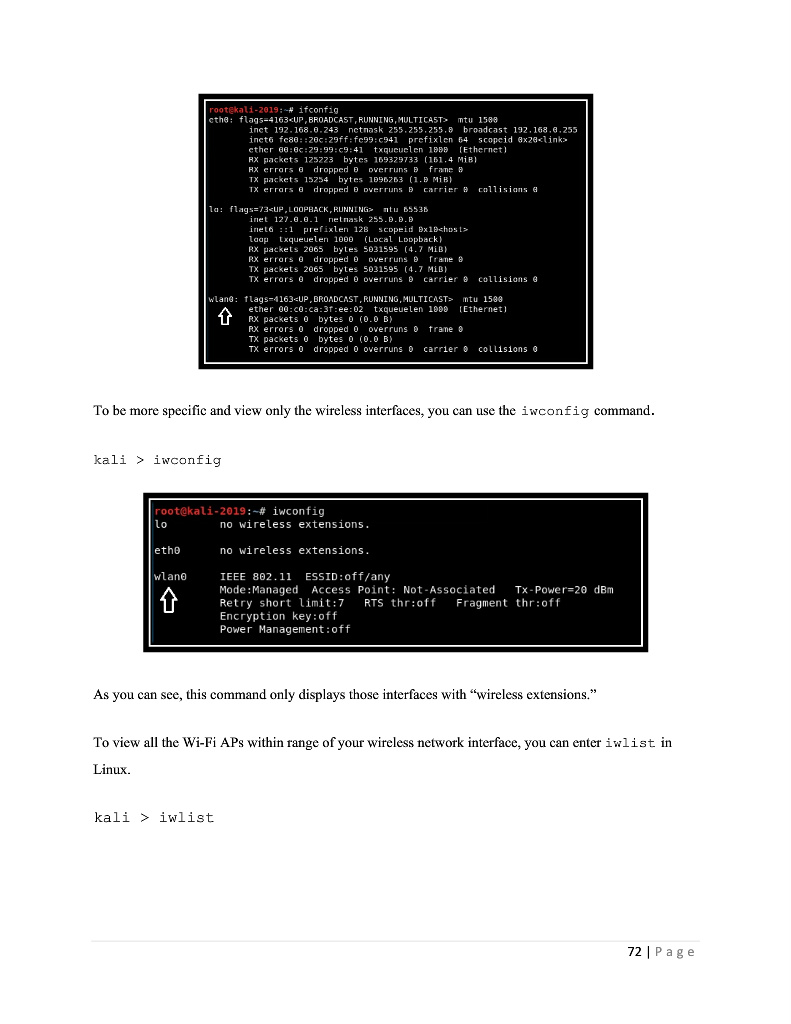 root@kali-2019:~# ifconfig
eth0: flags=4163<UP,BROADCAST,RUNNING,MULTICAST>  mtu 1500
inet 192.168.0.243  netmask 255.255.255.0  broadcast 192.168.0.255
inet6 fe80::20c:29ff:fe99:c941  prefixlen 64  scopeid 0x20<link>
ether 00:0c:29:99:c9:41  txqueuelen 1000  (Ethernet)
RX packets 125223  bytes 169329733 (161.4 MiB)
RX errors 0  dropped 0  overruns 0  frame 0
TX packets 15254  bytes 1096263 (1.0 MiB)
TX errors 0  dropped 0 overruns 0  carrier 0  collisions 0
lo: flags=73<UP,LOOPBACK,RUNNING>  mtu 65536
inet 127.0.0.1  netmask 255.0.0.0
inet6 ::1  prefixlen 128  scopeid 0x10<host>
loop  txqueuelen 1000  (Local Loopback)
RX packets 2065  bytes 5031595 (4.7 MiB)
RX errors 0  dropped 0  overruns 0  frame 0
TX packets 2065  bytes 5031595 (4.7 MiB)
TX errors 0  dropped 0 overruns 0  carrier 0  collisions 0
wlan0: flags=4163<UP,BROADCAST,RUNNING,MULTICAST>  mtu 1500
ether 00:c0:ca:3f:ee:02  txqueuelen 1000  (Ethernet)
RX packets 0  bytes 0 (0.0 B)
RX errors 0  dropped 0  overruns 0  frame 0
TX packets 0  bytes 0 (0.0 B)
TX errors 0  dropped 0 overruns 0  carrier 0  collisions 0
To be more specific and view only the wireless interfaces, you can use the iwconfig command.
kali > iwconfig
root@kali-2019:~# iwconfig
lo        no wireless extensions.
eth0      no wireless extensions.
wlan0     IEEE 802.11  ESSID:off/any
Mode:Managed  Access Point: Not-Associated   Tx-Power=20 dBm
Retry short limit:7   RTS thr:off   Fragment thr:off
Encryption key:off
Power Management:off
As you can see, this command only displays those interfaces with “wireless extensions.”
To view all the Wi-Fi APs within range of your wireless network interface, you can enter iwlist in
Linux.
kali > iwlist
72 | Page